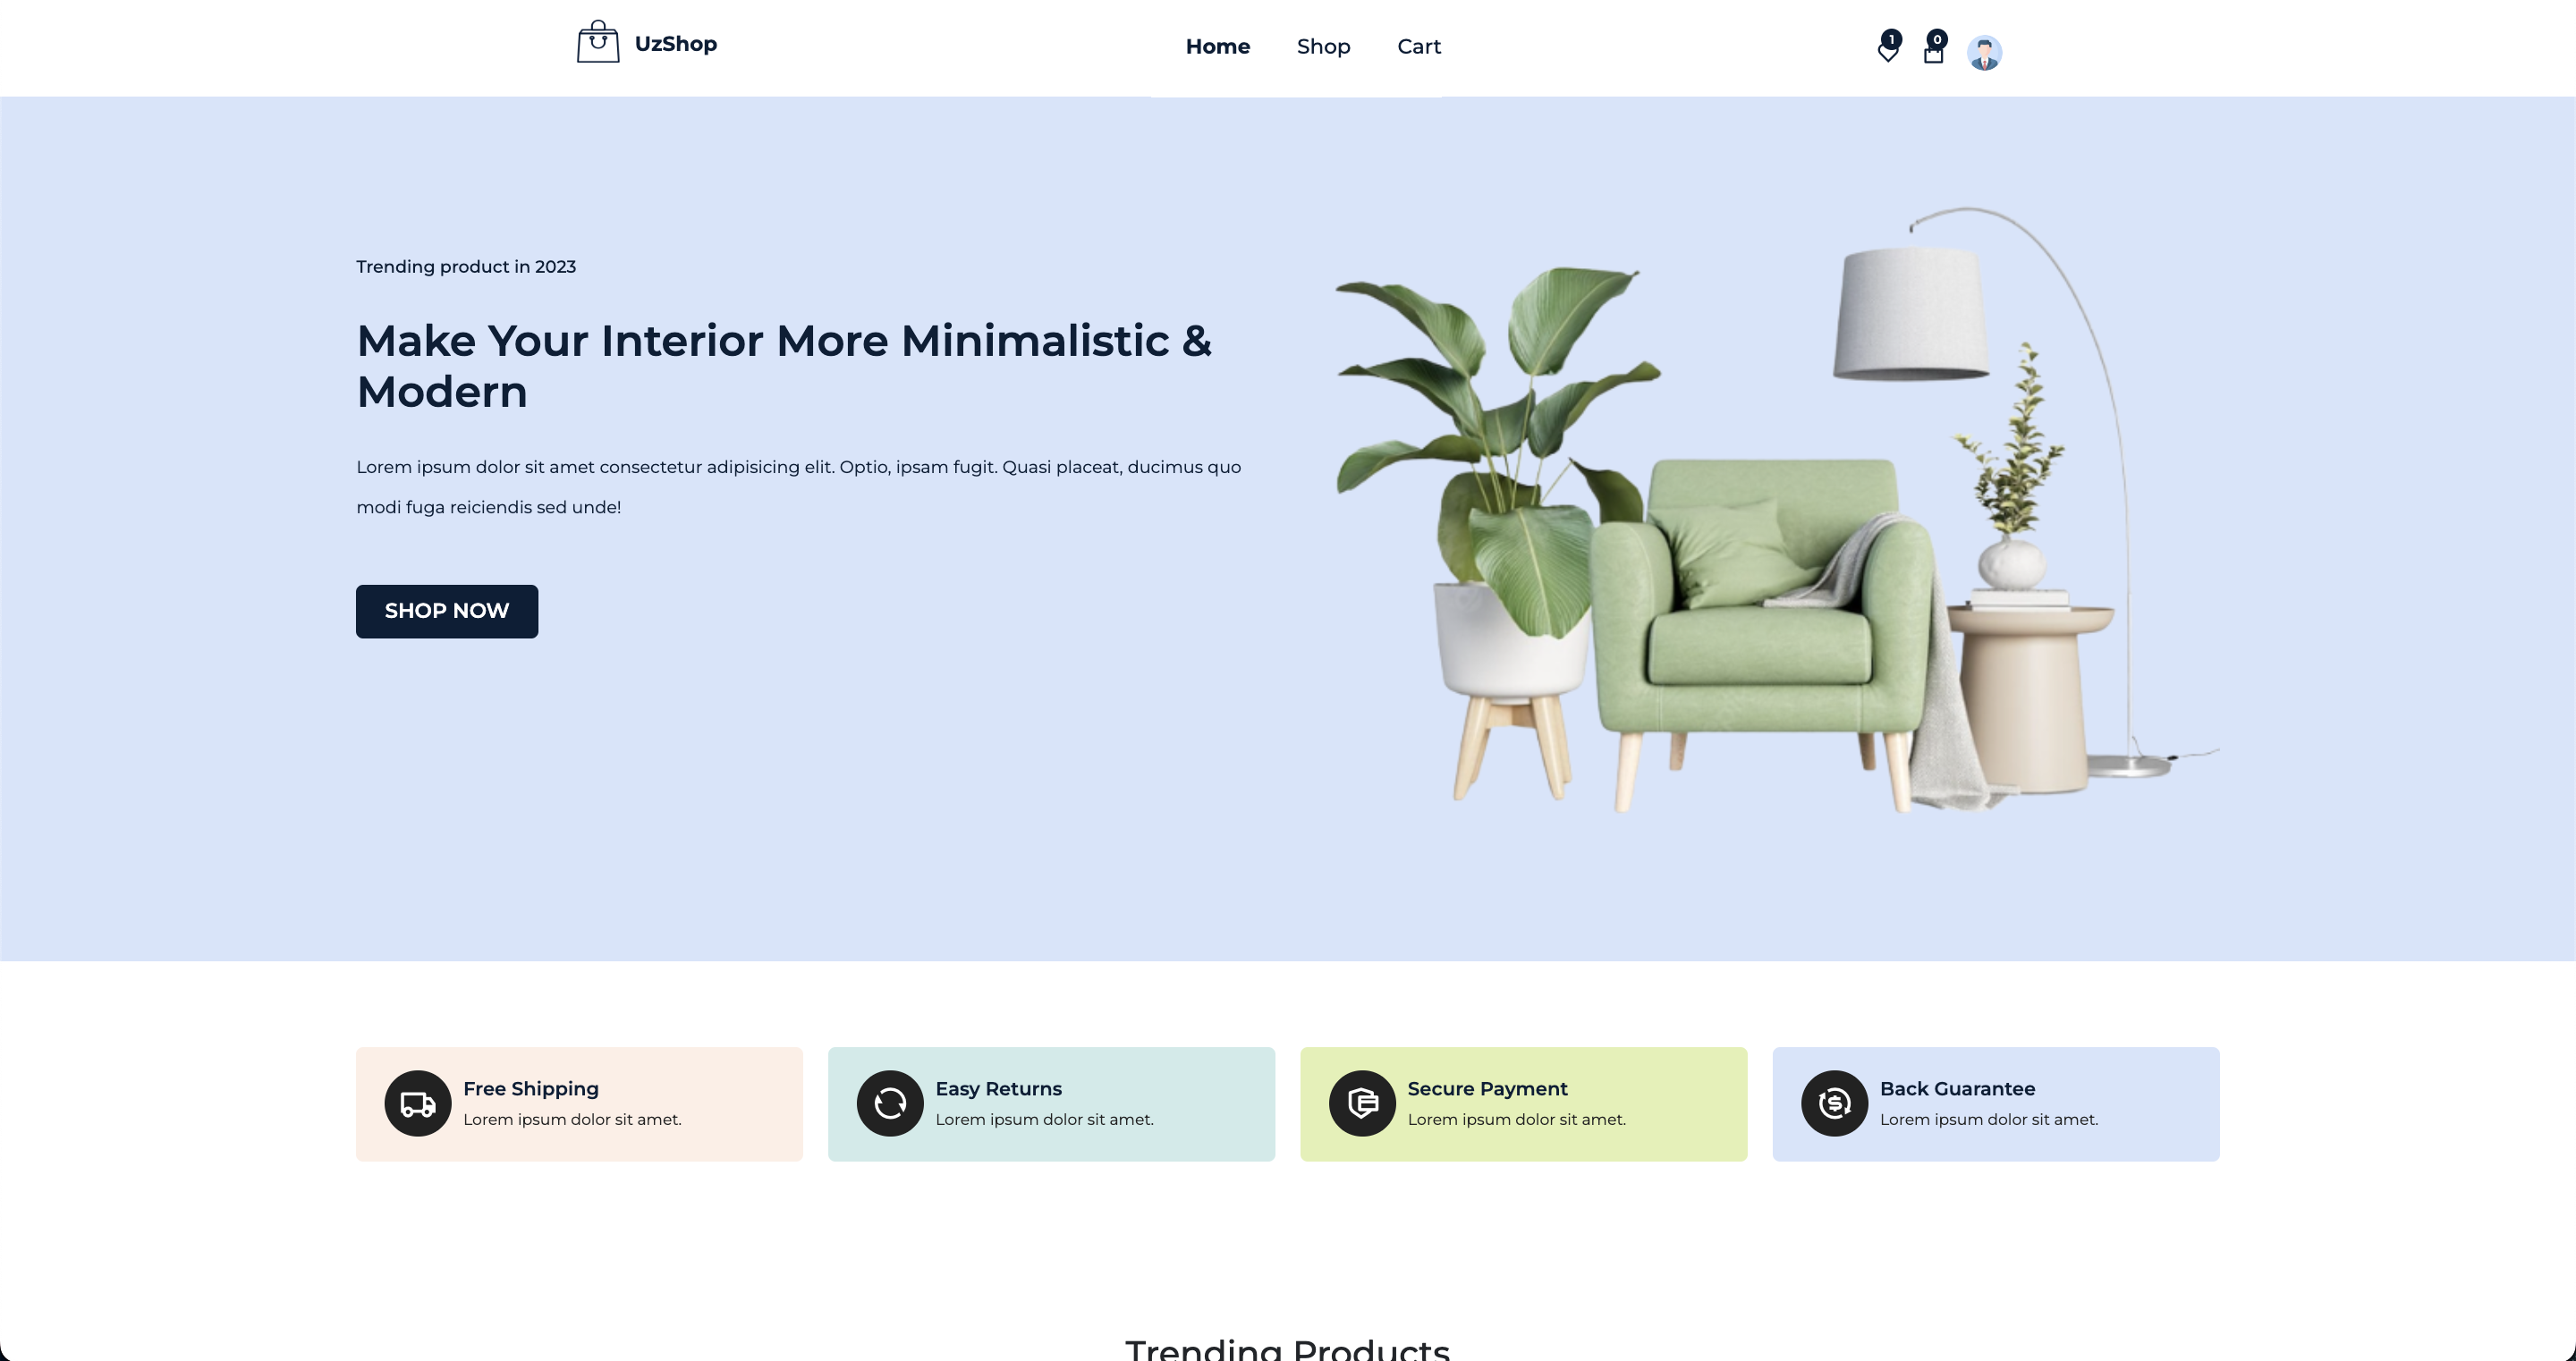 UzShop
Home
Shop
Cart
1
0
Trending product in 2023
Make Your Interior More Minimalistic &
Modern
Lorem ipsum dolor sit amet consectetur adipisicing elit. Optio, ipsam fugit. Quasi placeat, ducimus quo
modi fuga reiciendis sed unde!
SHOP NOW
Free Shipping
Lorem ipsum dolor sit amet.
Easy Returns
Lorem ipsum dolor sit amet.
Secure Payment
Lorem ipsum dolor sit amet.
Back Guarantee
Lorem ipsum dolor sit amet.
Trending Products